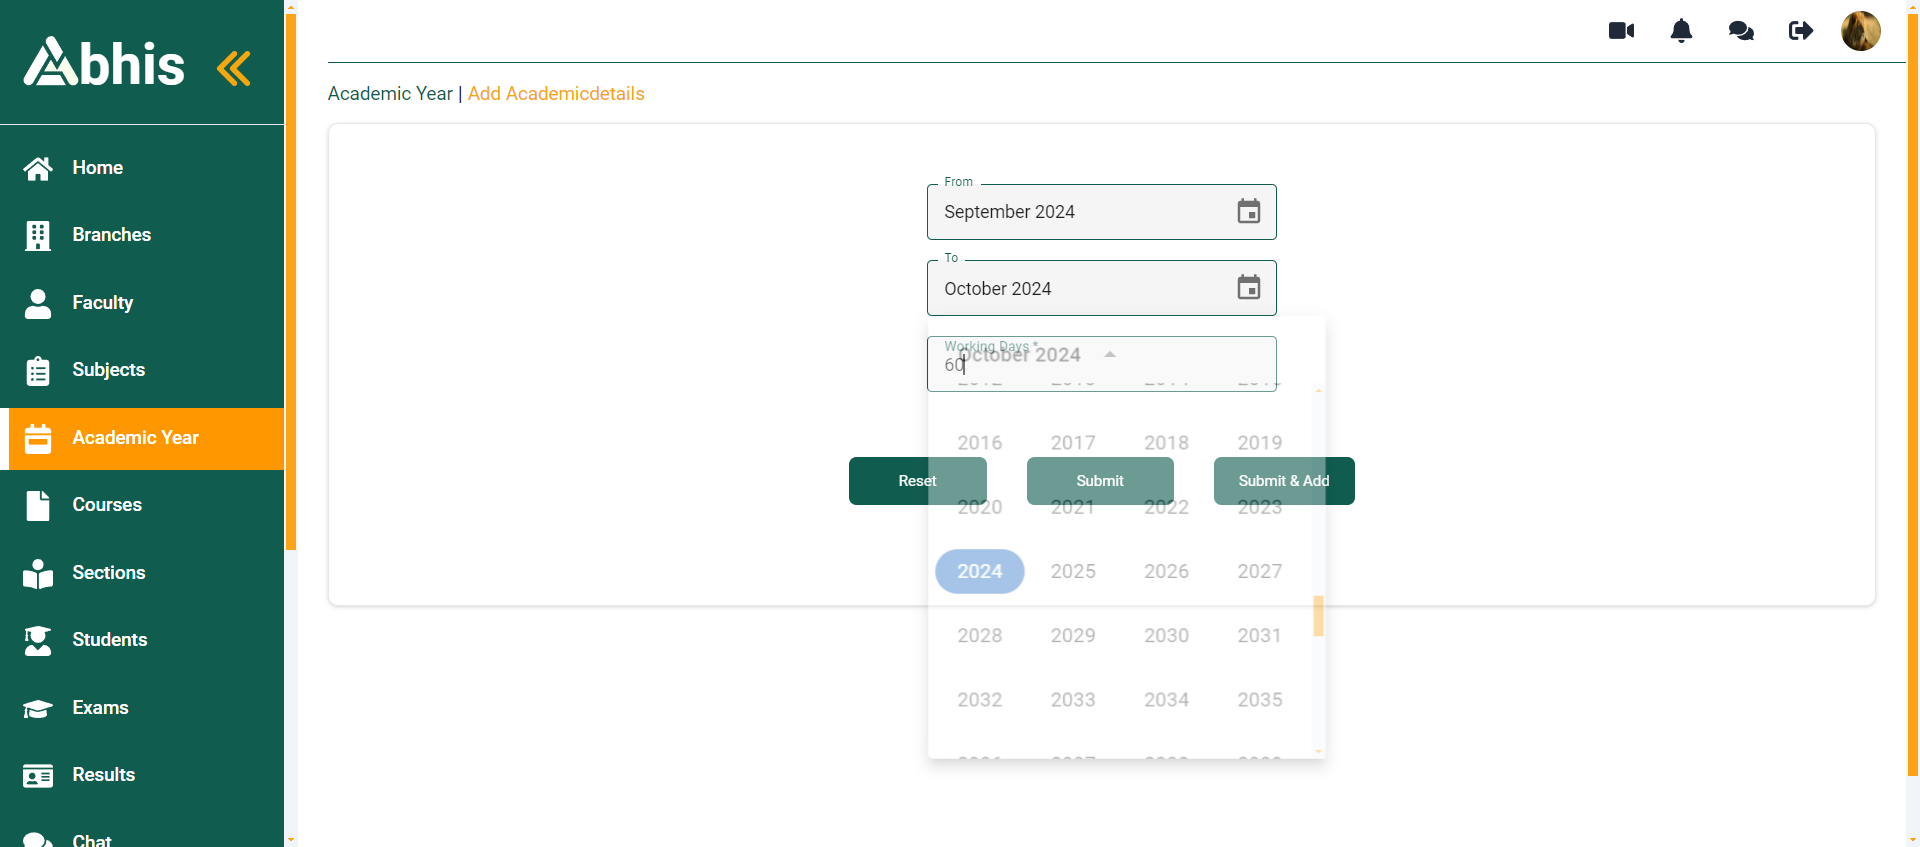 Abhis
Home
Branches
Faculty
Subjects
Academic Year
Courses
Sections
Students
Exams
Results
Chat
Academic Year | Add Academicdetails
From
September 2024
To
October 2024
Working Days *
60
October 2024
2016 2017 2018 2019
Reset Submit Submit & Add
2020 2021 2022 2023
2024 2025 2026 2027
2028 2029 2030 2031
2032 2033 2034 2035